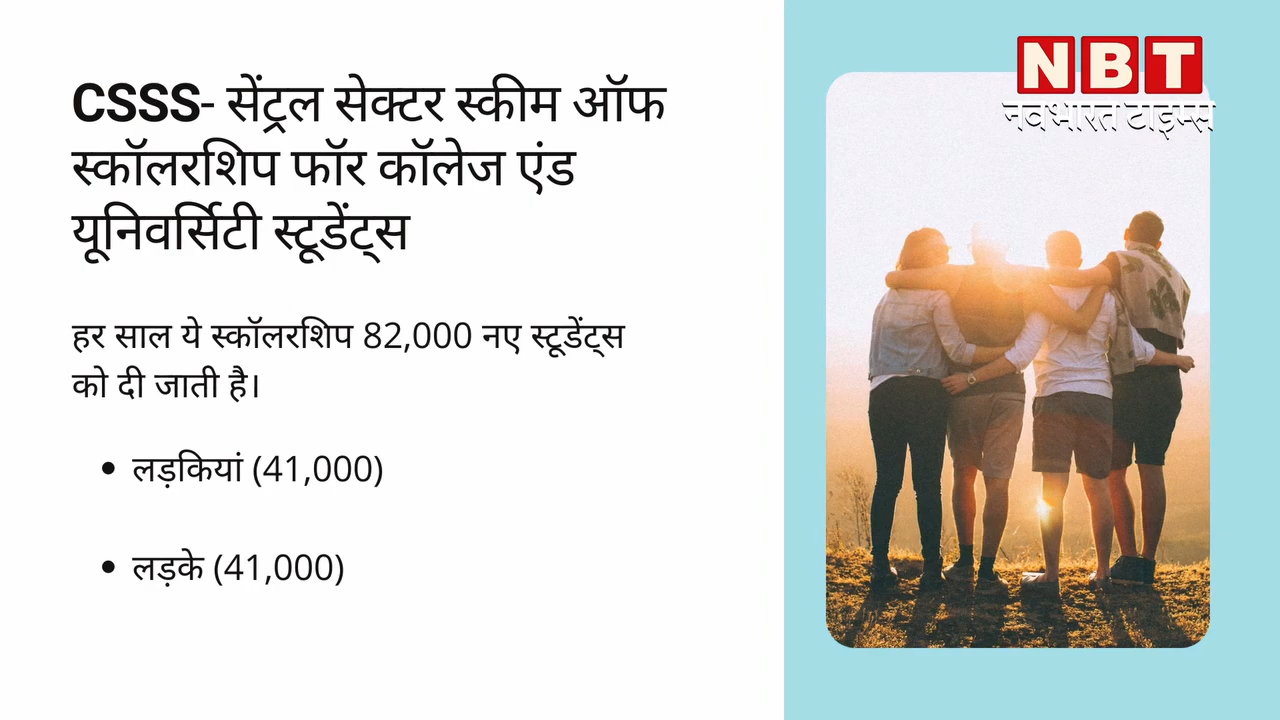 NBT
नवभारत टाइम्स
CSSS- सेंट्रल सेक्टर स्कीम ऑफ
स्कॉलरशिप फॉर कॉलेज एंड
यूनिवर्सिटी स्टूडेंट्स
हर साल ये स्कॉलरशिप 82,000 नए स्टूडेंट्स
को दी जाती है।
• लड़कियां (41,000)
• लड़के (41,000)